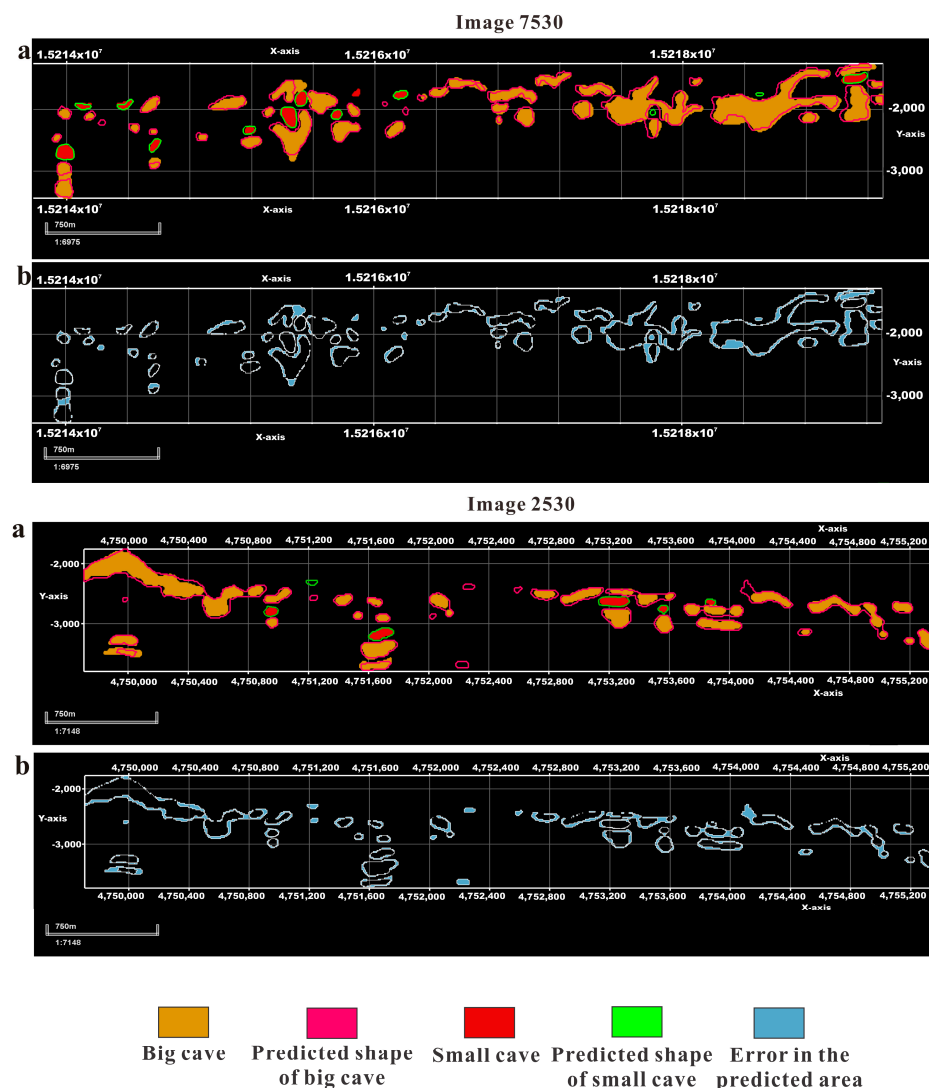 Image 7530
a
1.5214x10⁷ X-axis 1.5216x10⁷ 1.5218x10⁷
-2,000
Y-axis
-3,000
1.5214x10⁷ X-axis 1.5216x10⁷ 1.5218x10⁷
750m
1:6975
b
1.5214x10⁷ X-axis 1.5216x10⁷ 1.5218x10⁷
-2,000
Y-axis
-3,000
1.5214x10⁷ X-axis 1.5216x10⁷ 1.5218x10⁷
750m
1:6975
Image 2530
a
X-axis
4,750,000 4,750,400 4,750,800 4,751,200 4,751,600 4,752,000 4,752,400 4,752,800 4,753,200 4,753,600 4,754,000 4,754,400 4,754,800 4,755,200
-2,000
Y-axis
-3,000
4,750,000 4,750,400 4,750,800 4,751,200 4,751,600 4,752,000 4,752,400 4,752,800 4,753,200 4,753,600 4,754,000 4,754,400 4,754,800 4,755,200
X-axis
750m
1:7148
b
X-axis
4,750,000 4,750,400 4,750,800 4,751,200 4,751,600 4,752,000 4,752,400 4,752,800 4,753,200 4,753,600 4,754,000 4,754,400 4,754,800 4,755,200
-2,000
Y-axis
-3,000
4,750,000 4,750,400 4,750,800 4,751,200 4,751,600 4,752,000 4,752,400 4,752,800 4,753,200 4,753,600 4,754,000 4,754,400 4,754,800 4,755,200
X-axis
750m
1:7148
Big cave
Predicted shape
of big cave
Small cave
Predicted shape
of small cave
Error in the
predicted area